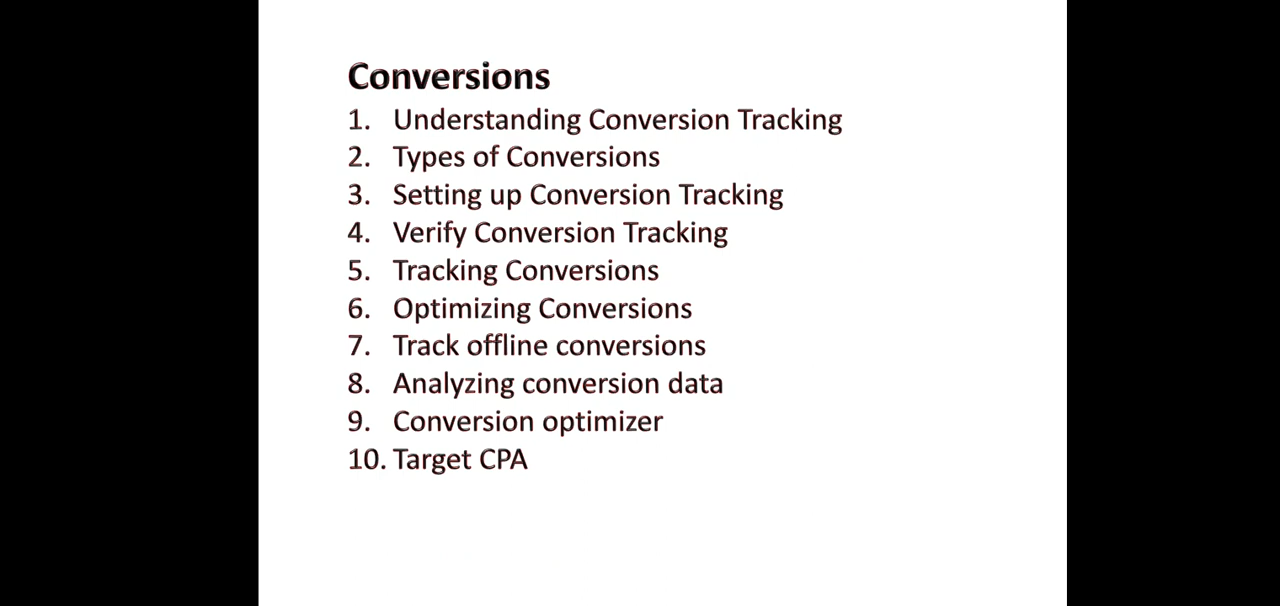 Conversions
1. Understanding Conversion Tracking
2. Types of Conversions
3. Setting up Conversion Tracking
4. Verify Conversion Tracking
5. Tracking Conversions
6. Optimizing Conversions
7. Track offline conversions
8. Analyzing conversion data
9. Conversion optimizer
10. Target CPA